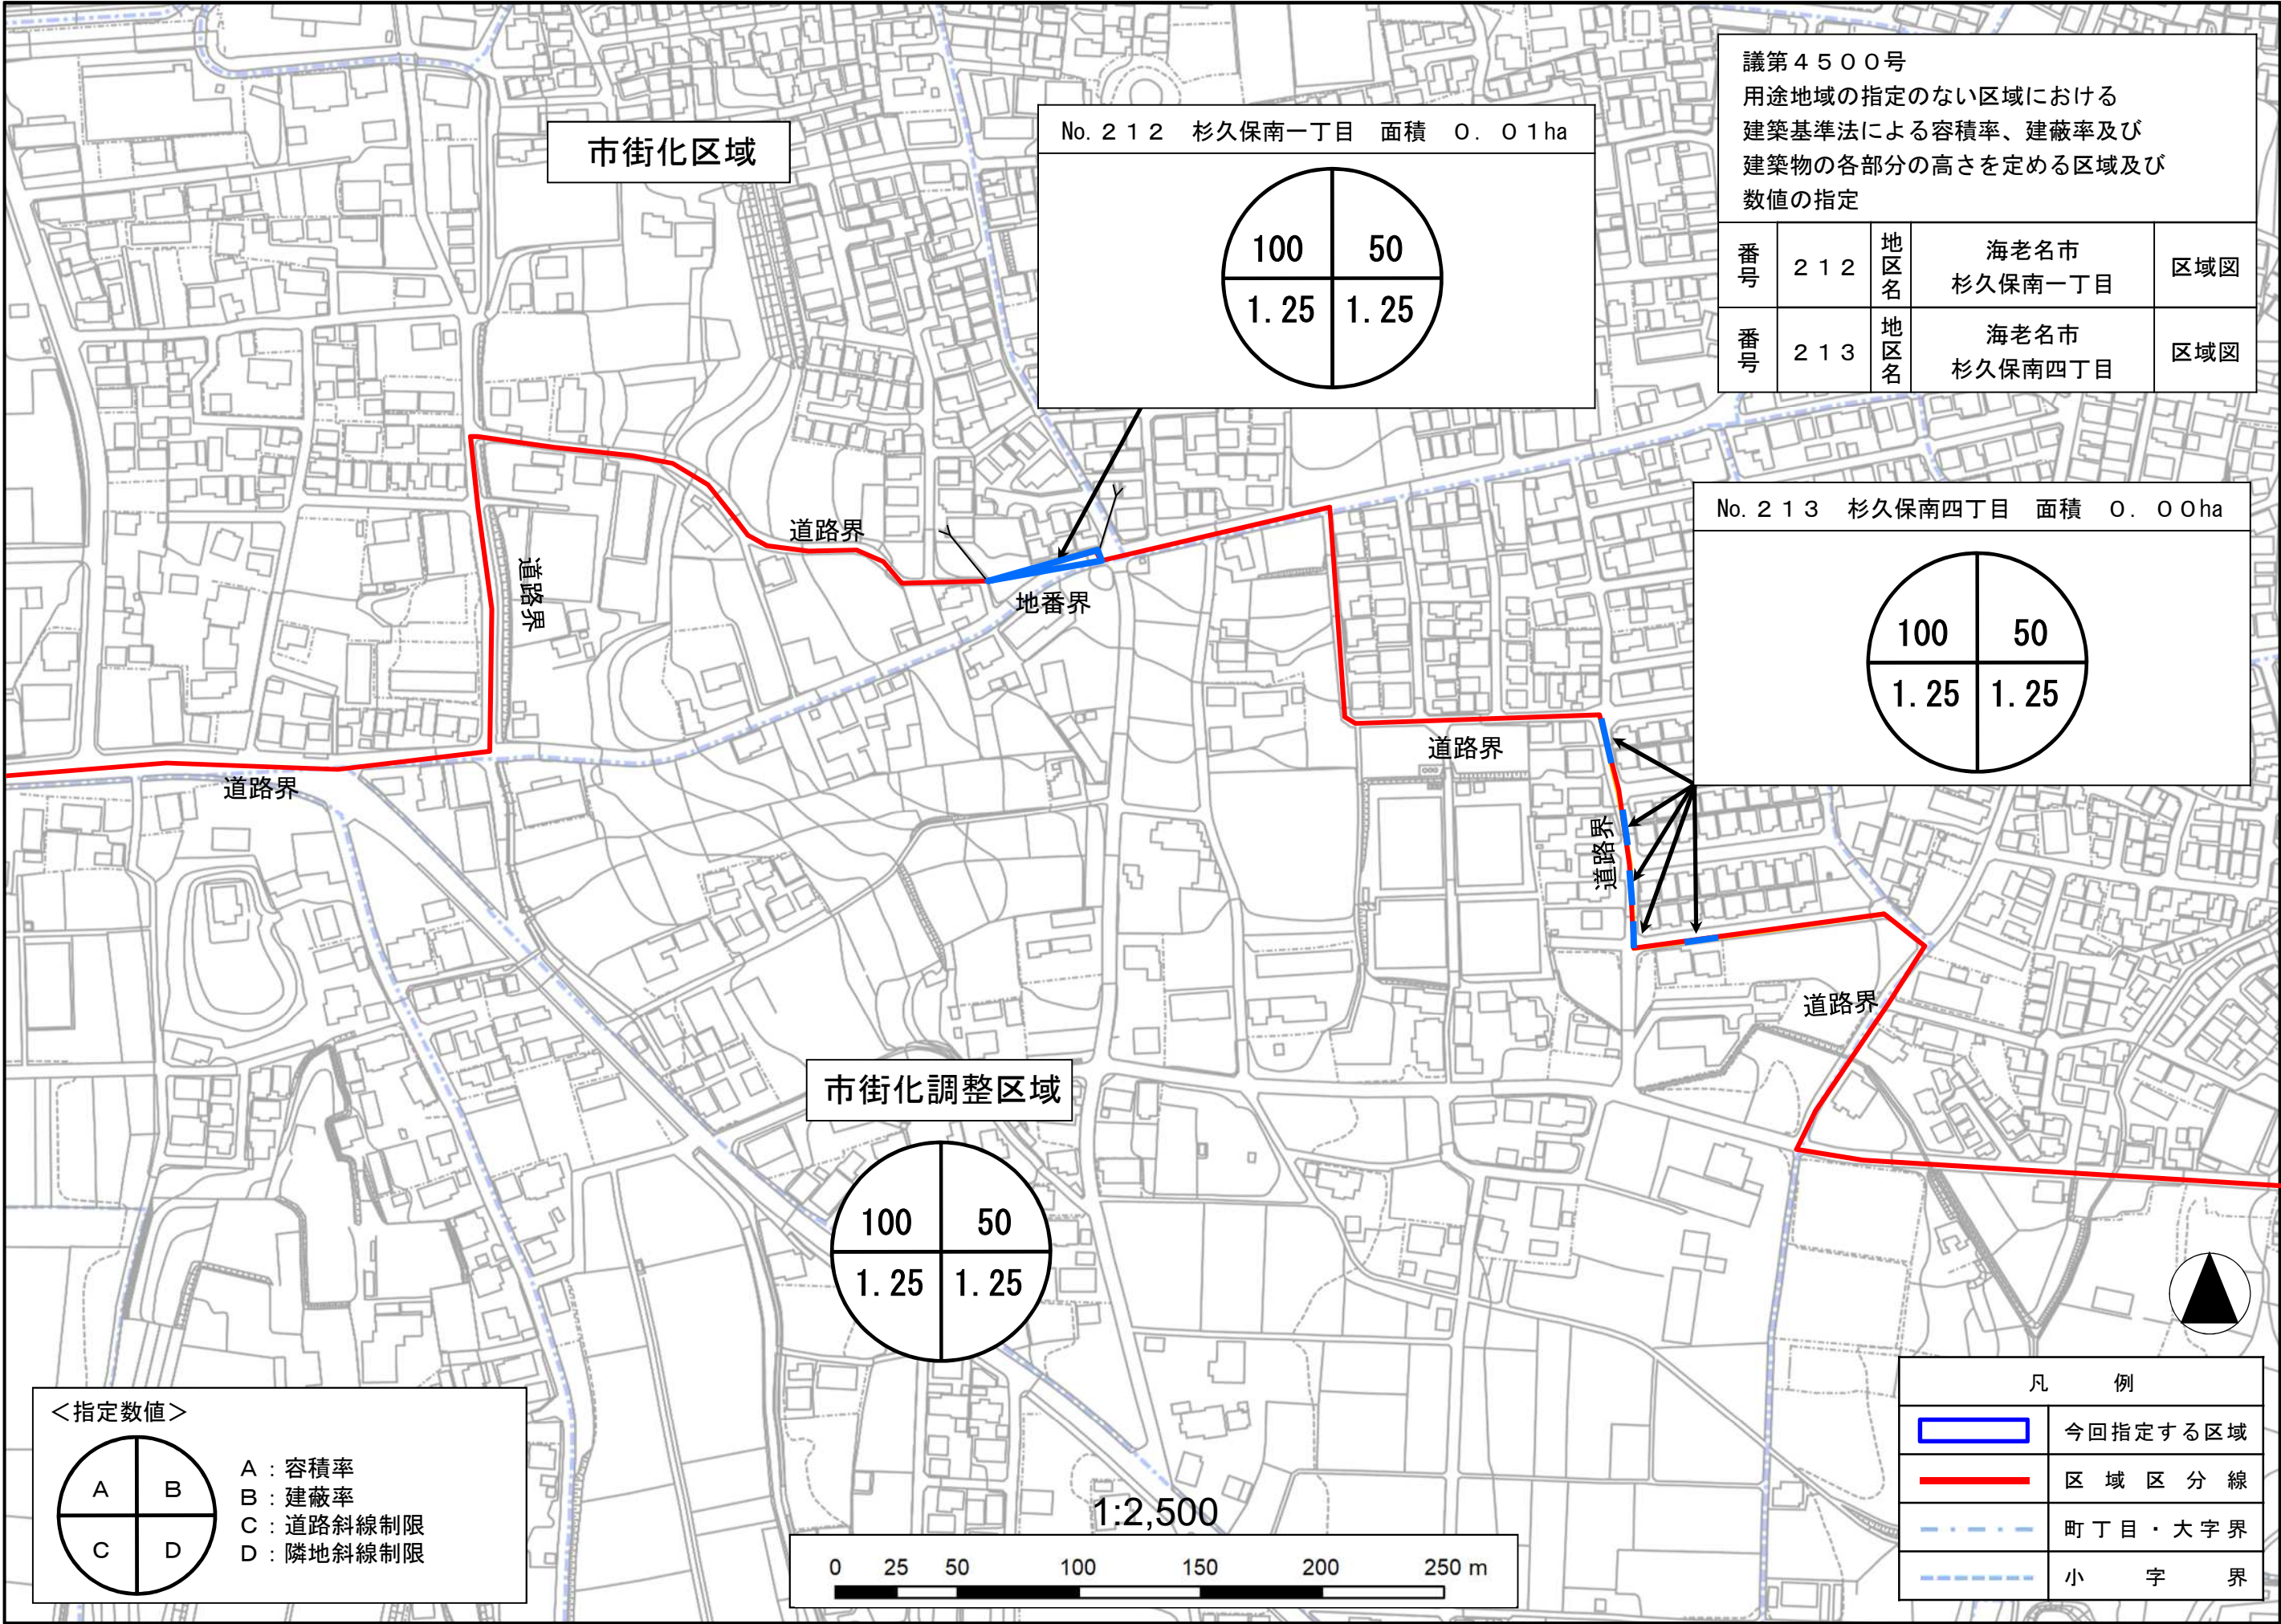 議第４５００号
用途地域の指定のない区域における
建築基準法による容積率、建蔽率及び
建築物の各部分の高さを定める区域及び
数値の指定
番号 ２１２ 地区名 海老名市 杉久保南一丁目 区域図
番号 ２１３ 地区名 海老名市 杉久保南四丁目 区域図
市街化区域
No.２１２　杉久保南一丁目　面積　０．０１ha
100 50
1.25 1.25
No.２１３　杉久保南四丁目　面積　０．００ha
100 50
1.25 1.25
道路界
道路界
地番界
道路界
道路界
道路界
道路界
市街化調整区域
100 50
1.25 1.25
＜指定数値＞
A B
C D
A：容積率
B：建蔽率
C：道路斜線制限
D：隣地斜線制限
1:2,500
0 25 50 100 150 200 250 m
凡　例
今回指定する区域
区域区分線
町丁目・大字界
小字界